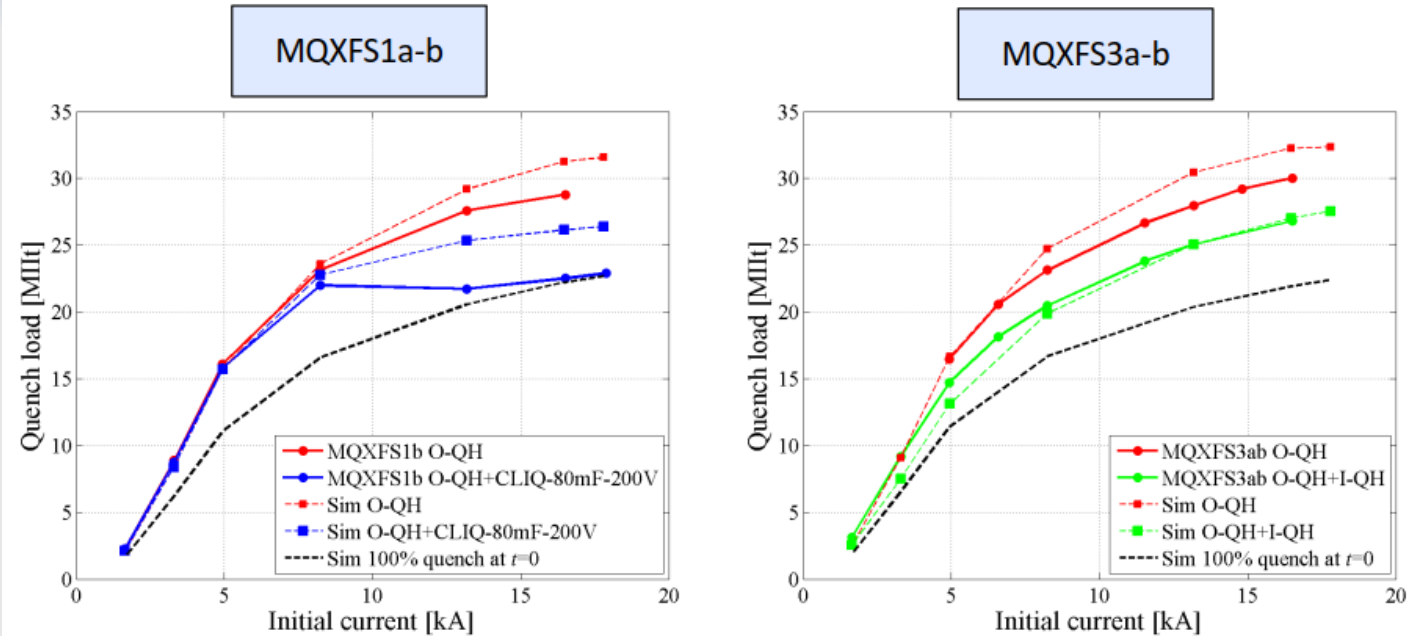 MQXFS1a-b
MQXFS3a-b
35
30
25
20
15
10
5
0
Quench load [MIIt]
MQXFS1b O-QH
MQXFS1b O-QH+CLIQ-80mF-200V
Sim O-QH
Sim O-QH+CLIQ-80mF-200V
Sim 100% quench at t=0
0 5 10 15 20
Initial current [kA]
35
30
25
20
15
10
5
0
Quench load [MIIt]
MQXFS3ab O-QH
MQXFS3ab O-QH+I-QH
Sim O-QH
Sim O-QH+I-QH
Sim 100% quench at t=0
0 5 10 15 20
Initial current [kA]